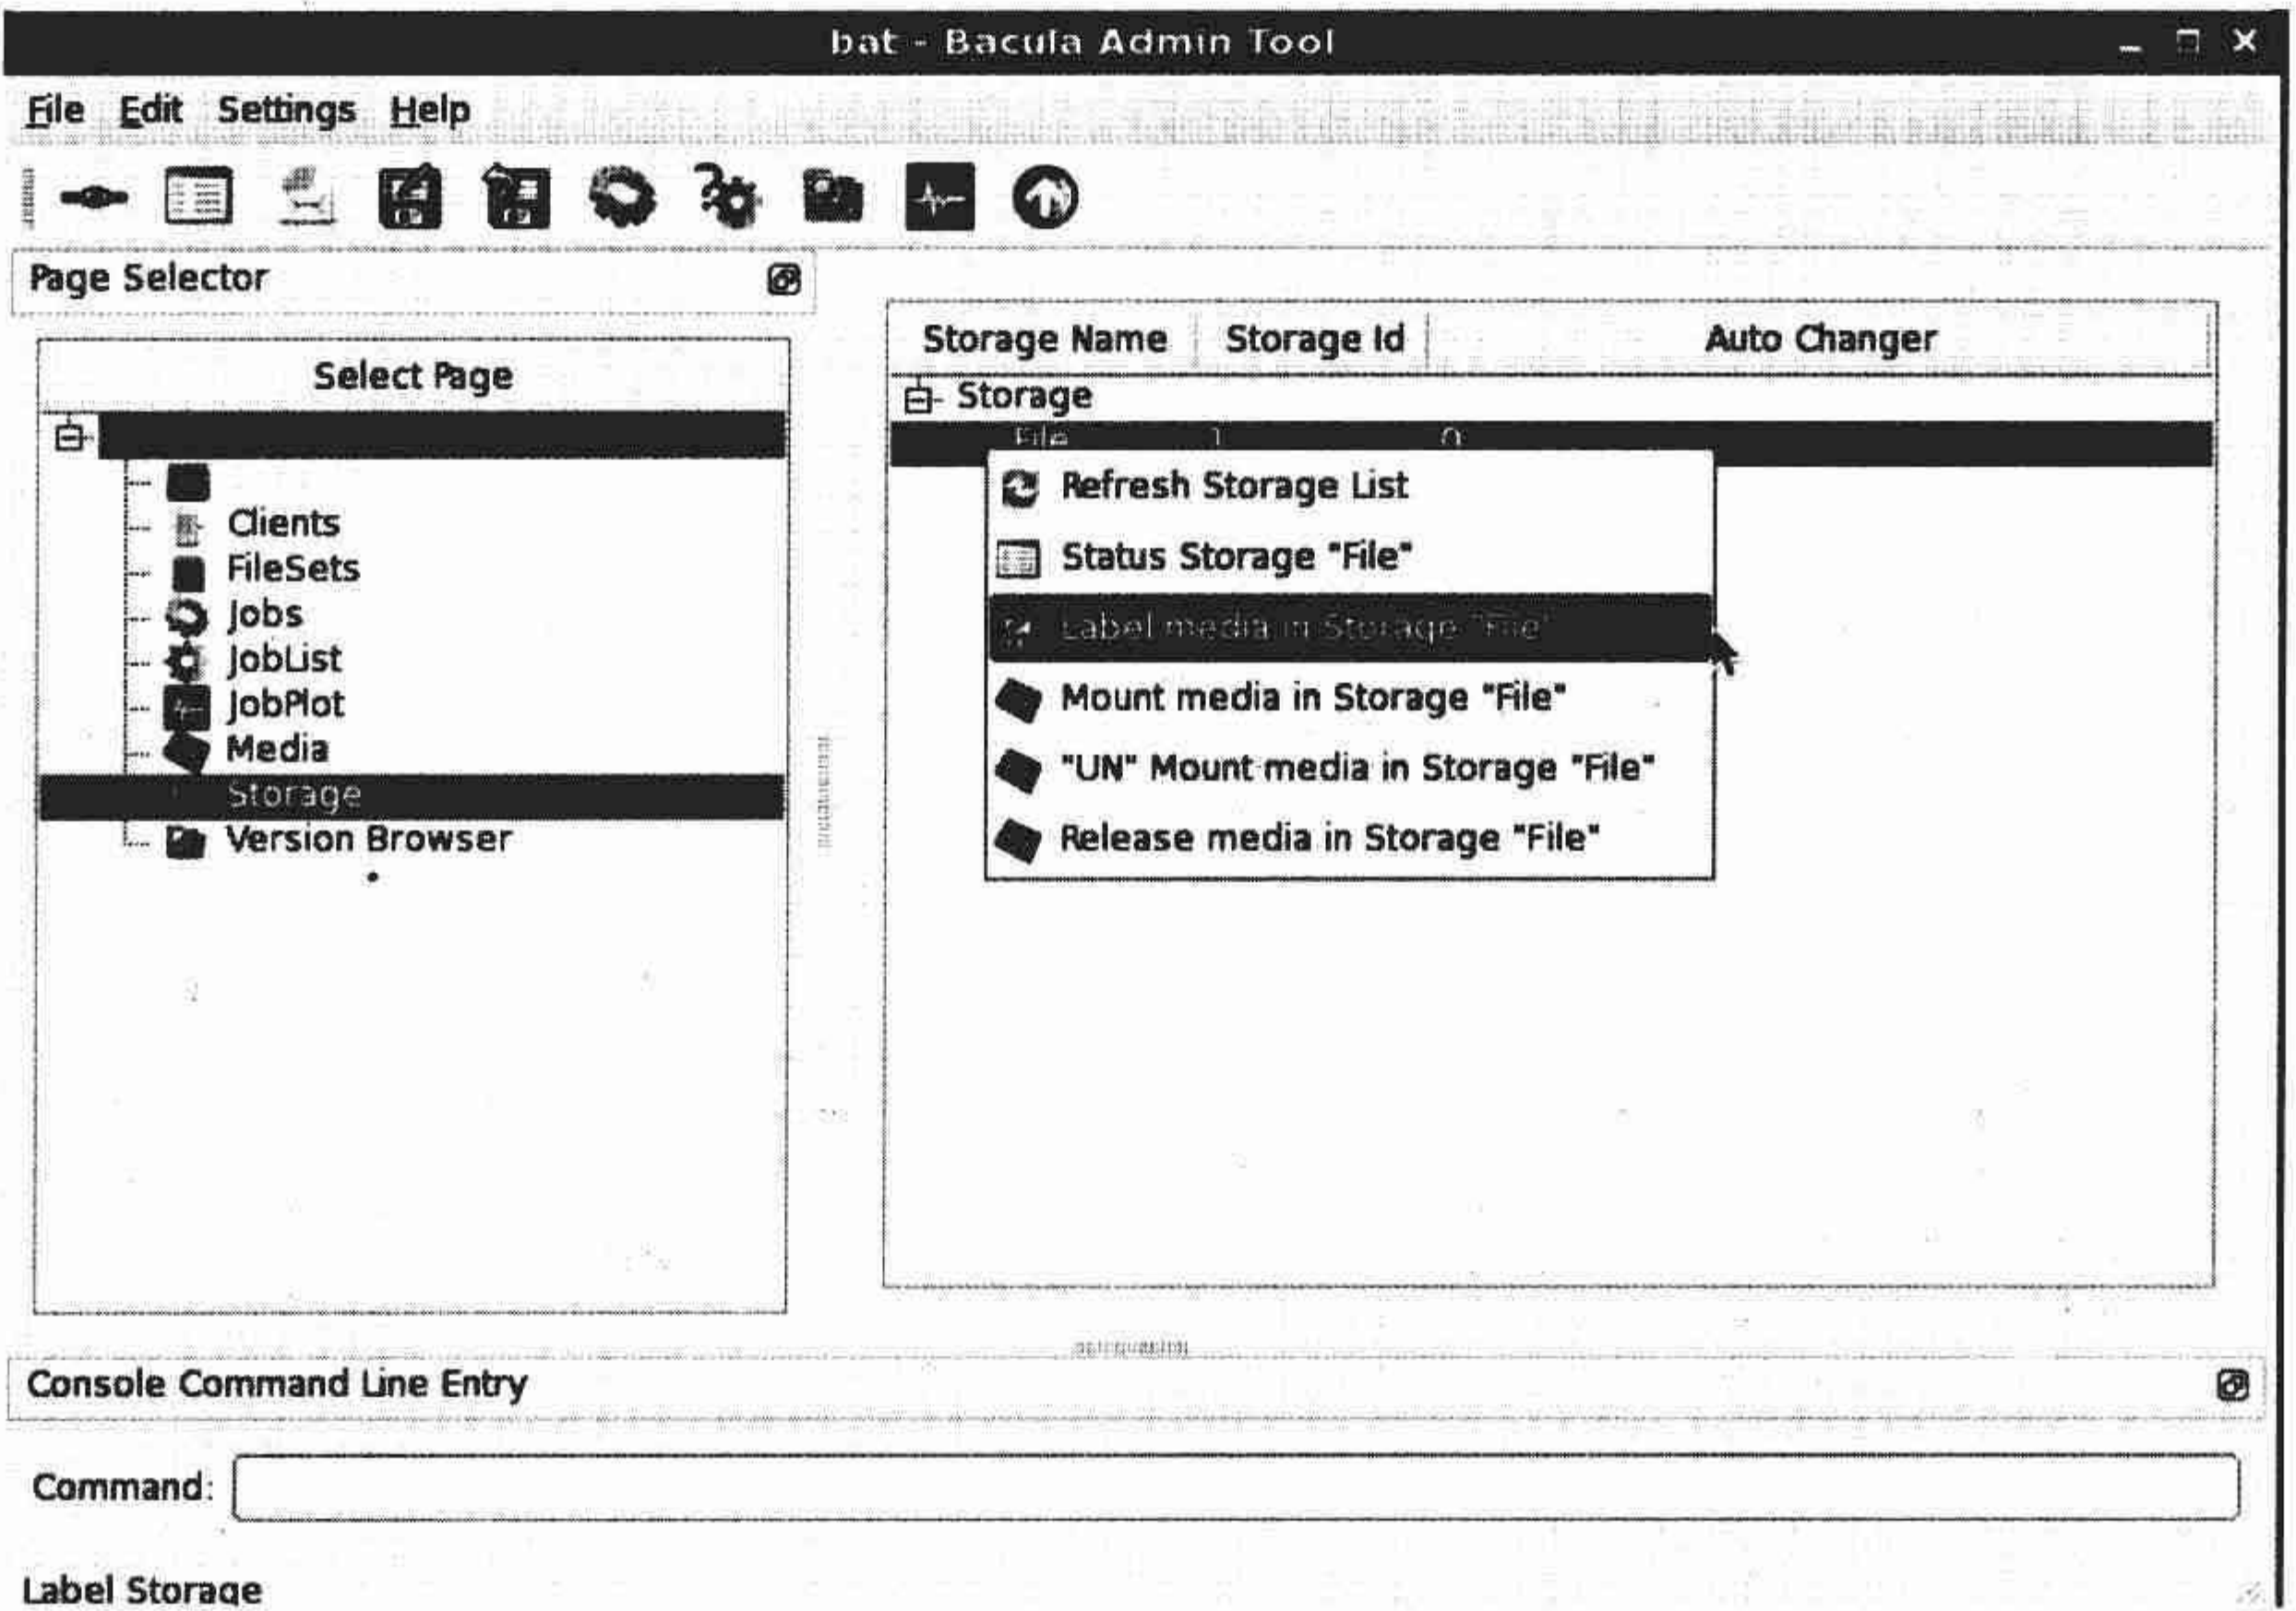 bat - Bacula Admin Tool
File Edit Settings Help
Page Selector
Select Page
Clients
FileSets
Jobs
JobList
JobPlot
Media
Storage
Version Browser
Storage Name Storage Id Auto Changer
Storage
File 1 0
Refresh Storage List
Status Storage "File"
Label media in Storage "File"
Mount media in Storage "File"
"UN" Mount media in Storage "File"
Release media in Storage "File"
Console Command Line Entry
Command:
Label Storage